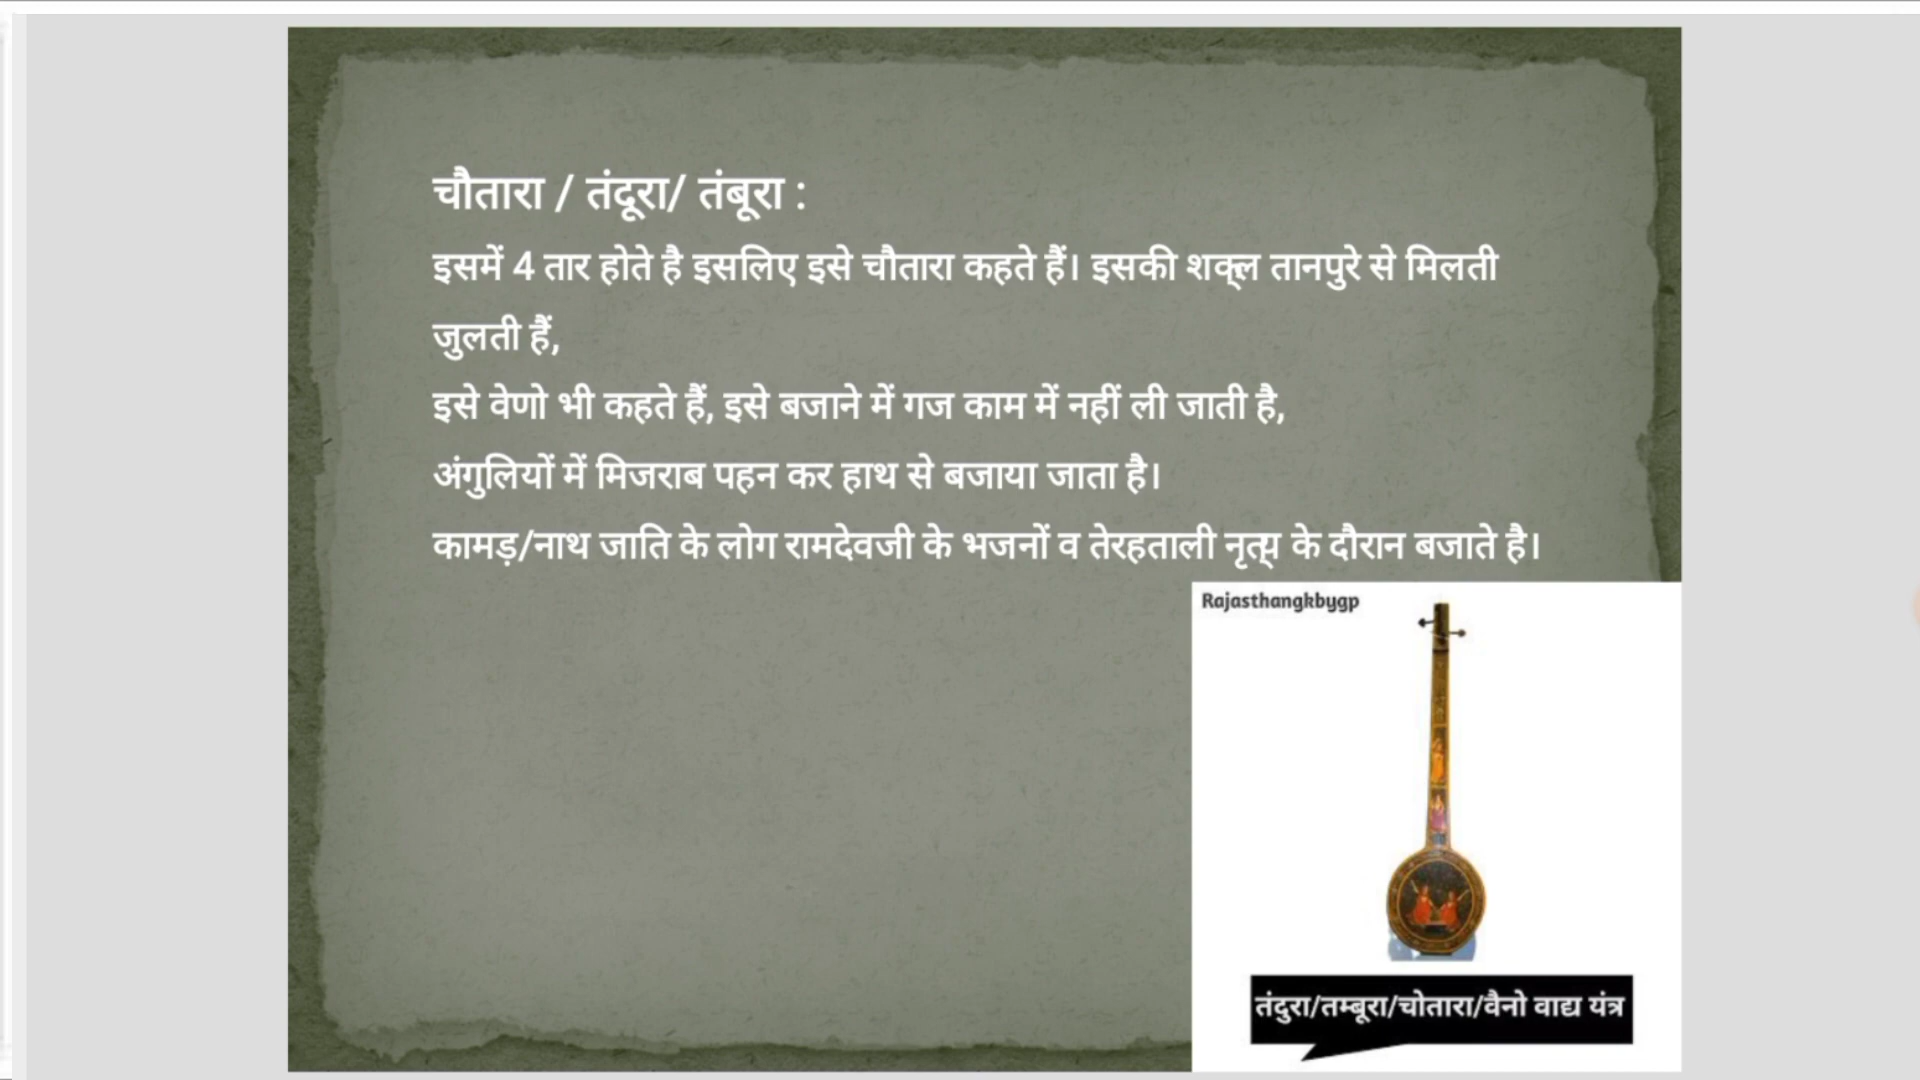 चौतारा / तंदूरा/ तंबूरा :
इसमें 4 तार होते है इसलिए इसे चौतारा कहते हैं। इसकी शक्ल तानपुरे से मिलती
जुलती हैं,
इसे वेणो भी कहते हैं, इसे बजाने में गज काम में नहीं ली जाती है,
अंगुलियों में मिजराब पहन कर हाथ से बजाया जाता है।
कामड़/नाथ जाति के लोग रामदेवजी के भजनों व तेरहताली नृत्य के दौरान बजाते है।
Rajasthangkbygp
तंदुरा/तम्बूरा/चोतारा/वैनो वाद्य यंत्र